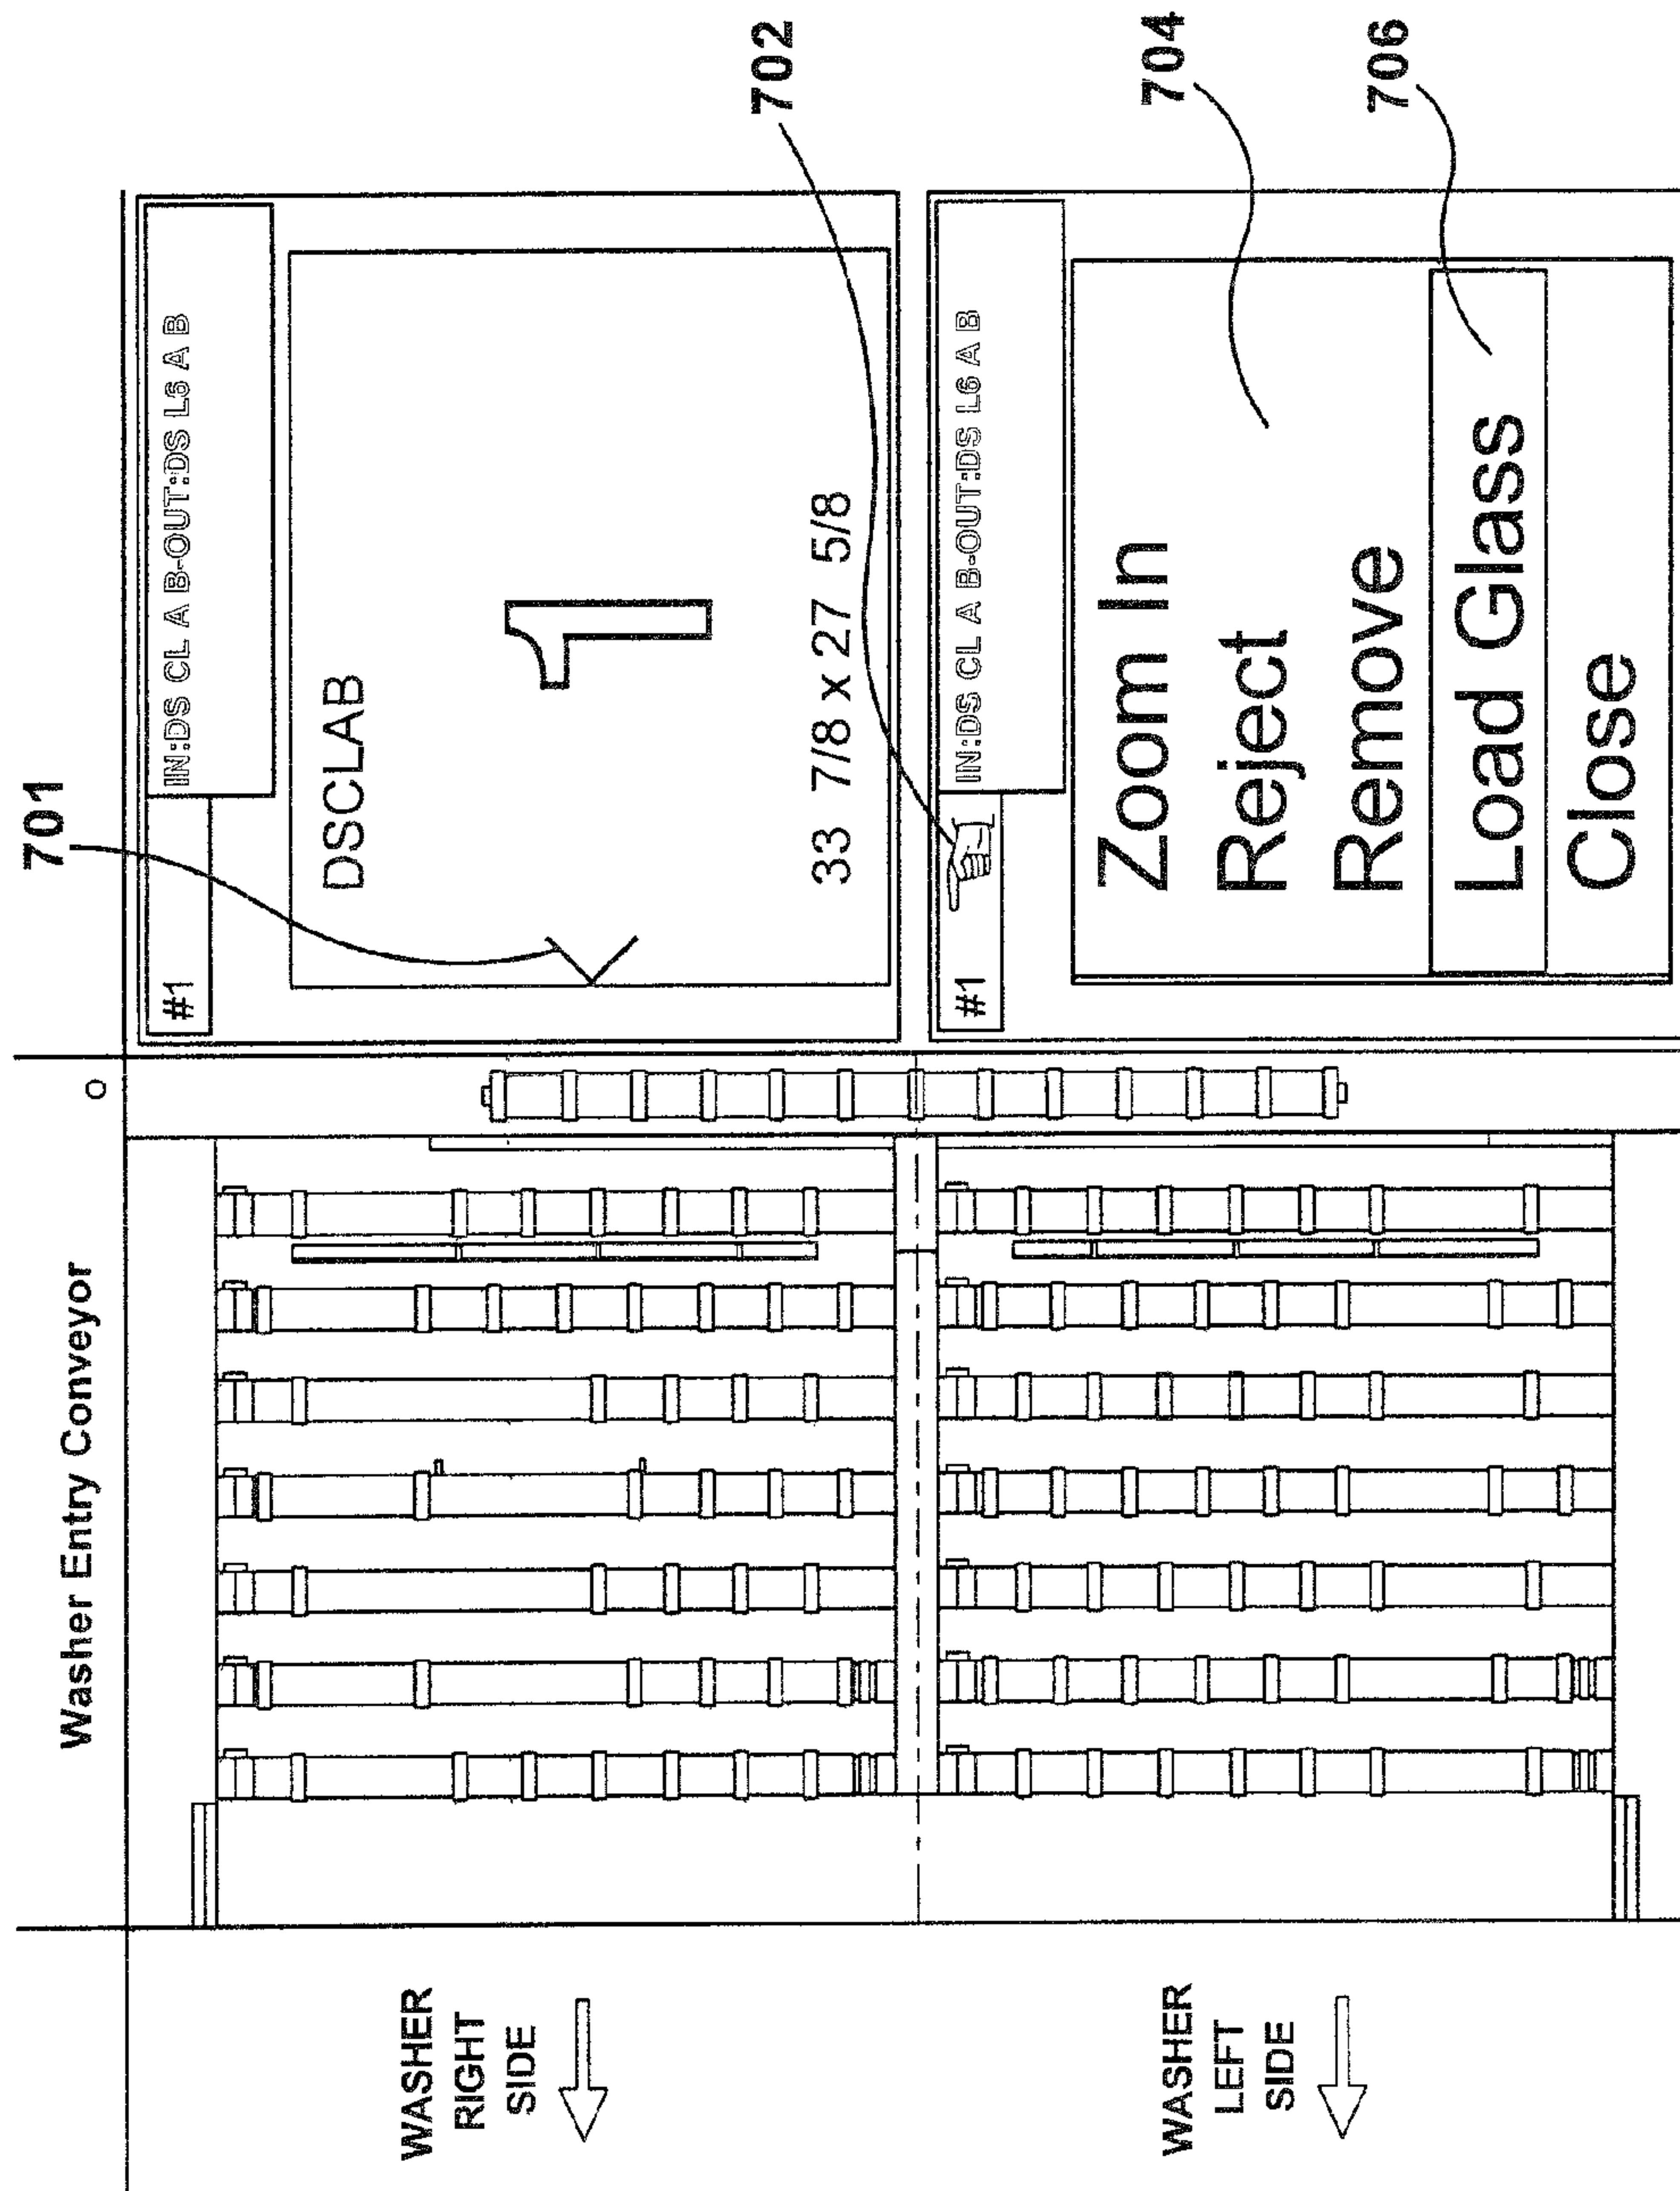 Washer Entry Conveyor
WASHER
RIGHT
SIDE
701
#1
IN:DS CL A B-OUT:DS L6 A B
DSCLAB
1
33 7/8 x 27 5/8
702
WASHER
LEFT
SIDE
#1
IN:DS CL A B-OUT:DS L6 A B
Zoom In
Reject
Remove
Load Glass
Close
704
706